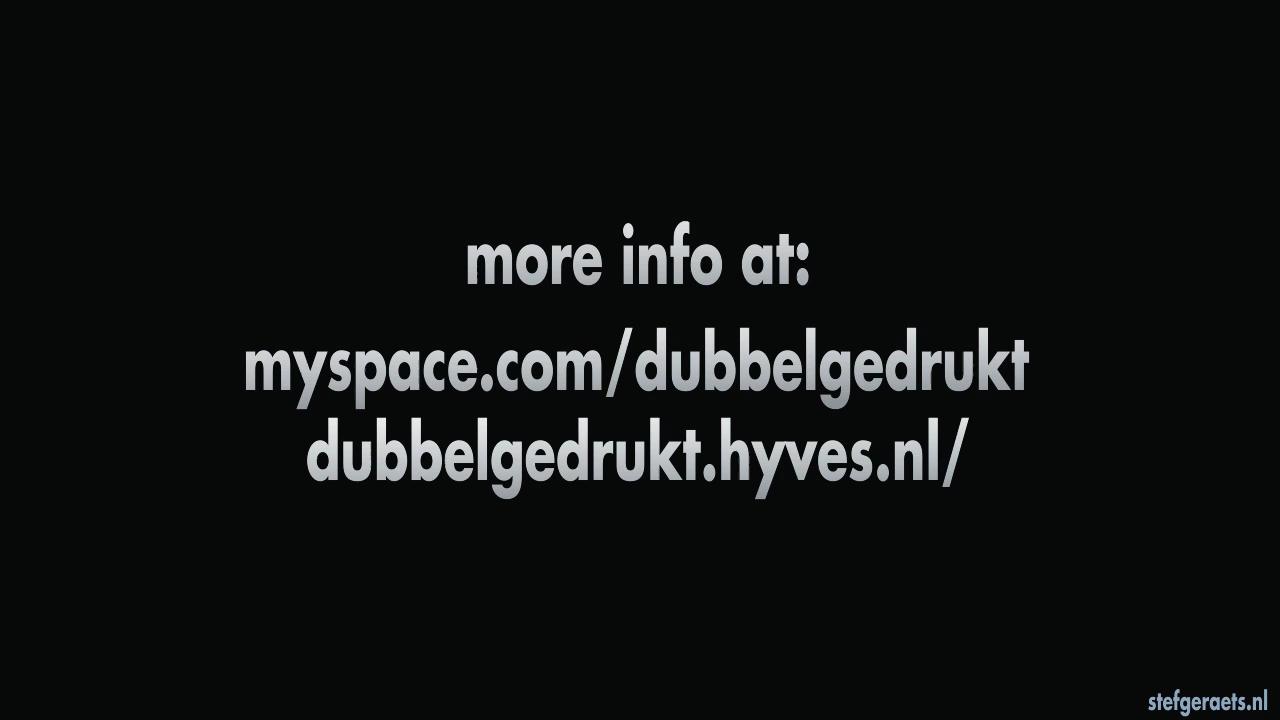 more info at:
myspace.com/dubbelgedrukt
dubbelgedrukt.hyves.nl/
stefgeraets.nl